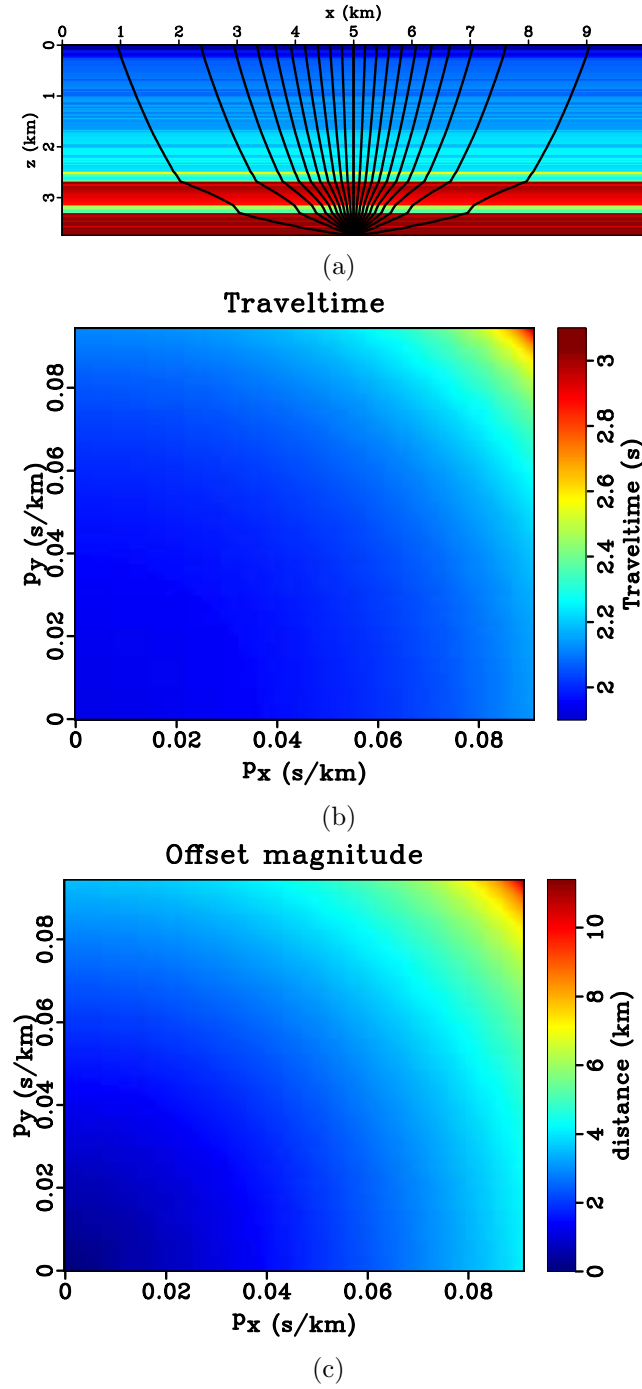 x (km)
0 1 2 3 4 5 6 7 8 9
0
1
2
3
z (km)
(a)
Traveltime
0.08
0.06
0.04
0.02
0
p_y (s/km)
0 0.02 0.04 0.06 0.08
p_x (s/km)
3
2.8
2.6
2.4
2.2
2
Traveltime (s)
(b)
Offset magnitude
0.08
0.06
0.04
0.02
0
p_y (s/km)
0 0.02 0.04 0.06 0.08
p_x (s/km)
10
8
6
4
2
0
distance (km)
(c)